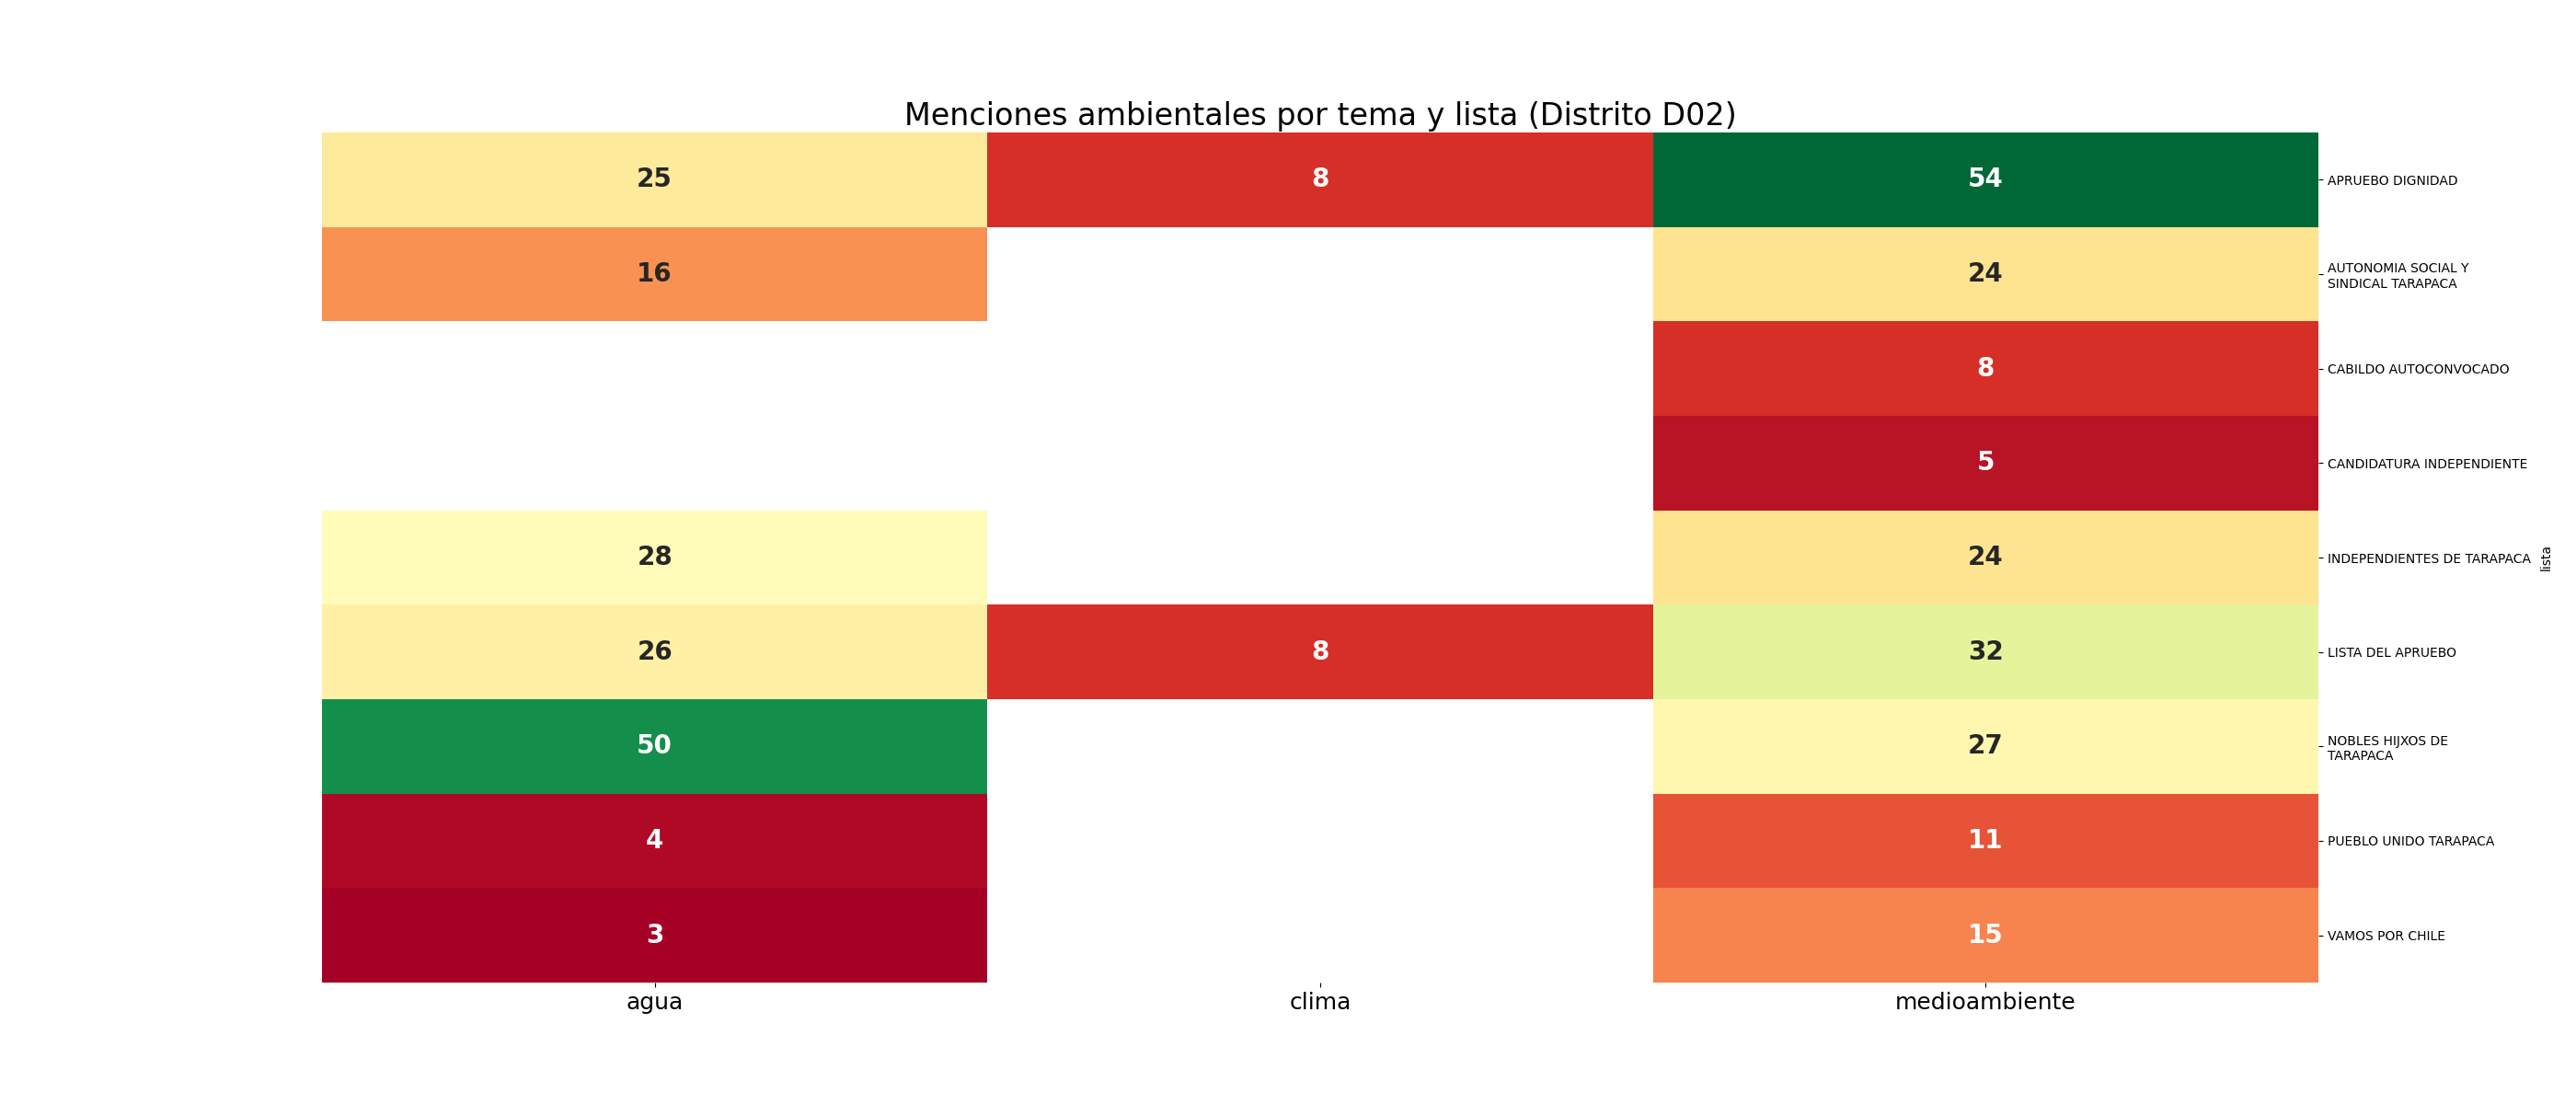 Menciones ambientales por tema y lista (Distrito D02)
25 8 54 APRUEBO DIGNIDAD
16 24 AUTONOMIA SOCIAL Y
SINDICAL TARAPACA
8 CABILDO AUTOCONVOCADO
5 CANDIDATURA INDEPENDIENTE
28 24 INDEPENDIENTES DE TARAPACA
lista
26 8 32 LISTA DEL APRUEBO
50 27 NOBLES HIJXOS DE
TARAPACA
4 11 PUEBLO UNIDO TARAPACA
3 15 VAMOS POR CHILE
agua clima medioambiente